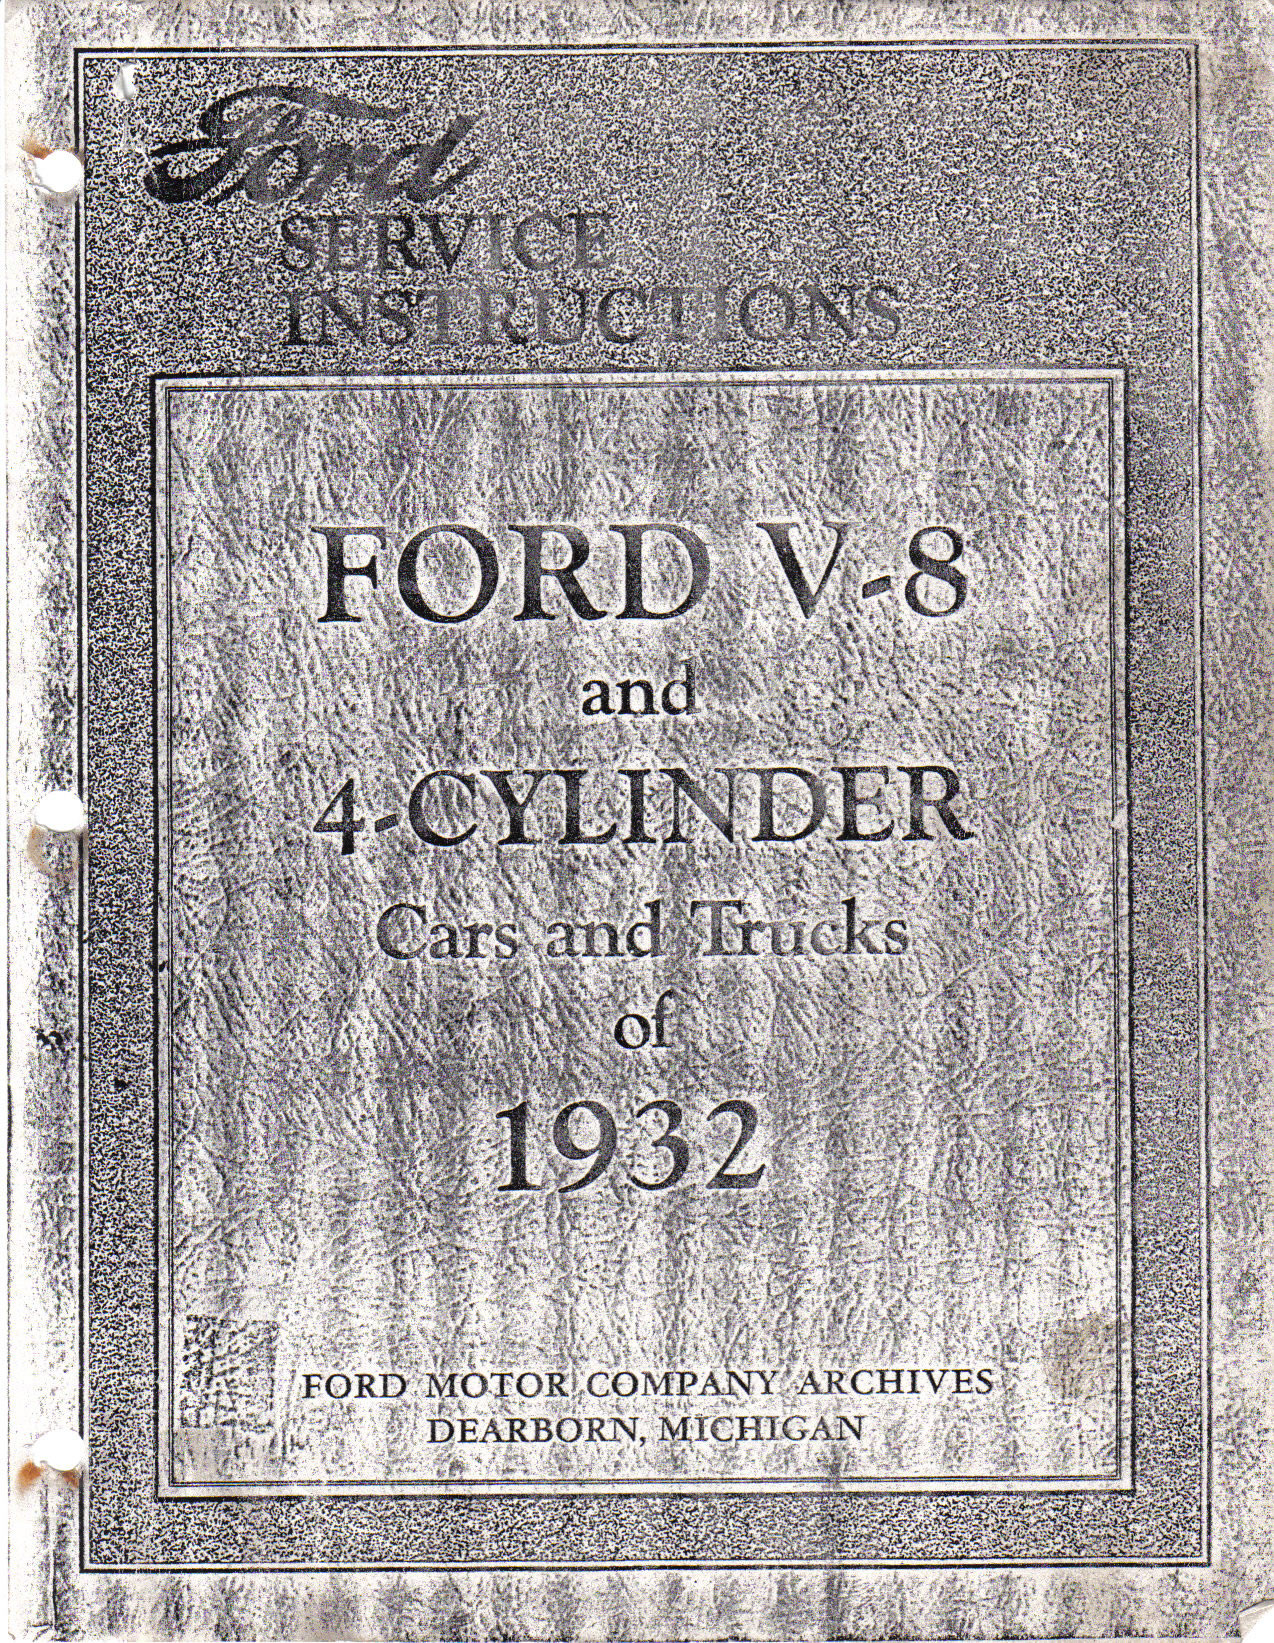 Ford
SERVICE
INSTRUCTIONS
FORD V-8
and
4-CYLINDER
Cars and Trucks
of
1932
FORD MOTOR COMPANY ARCHIVES
DEARBORN, MICHIGAN